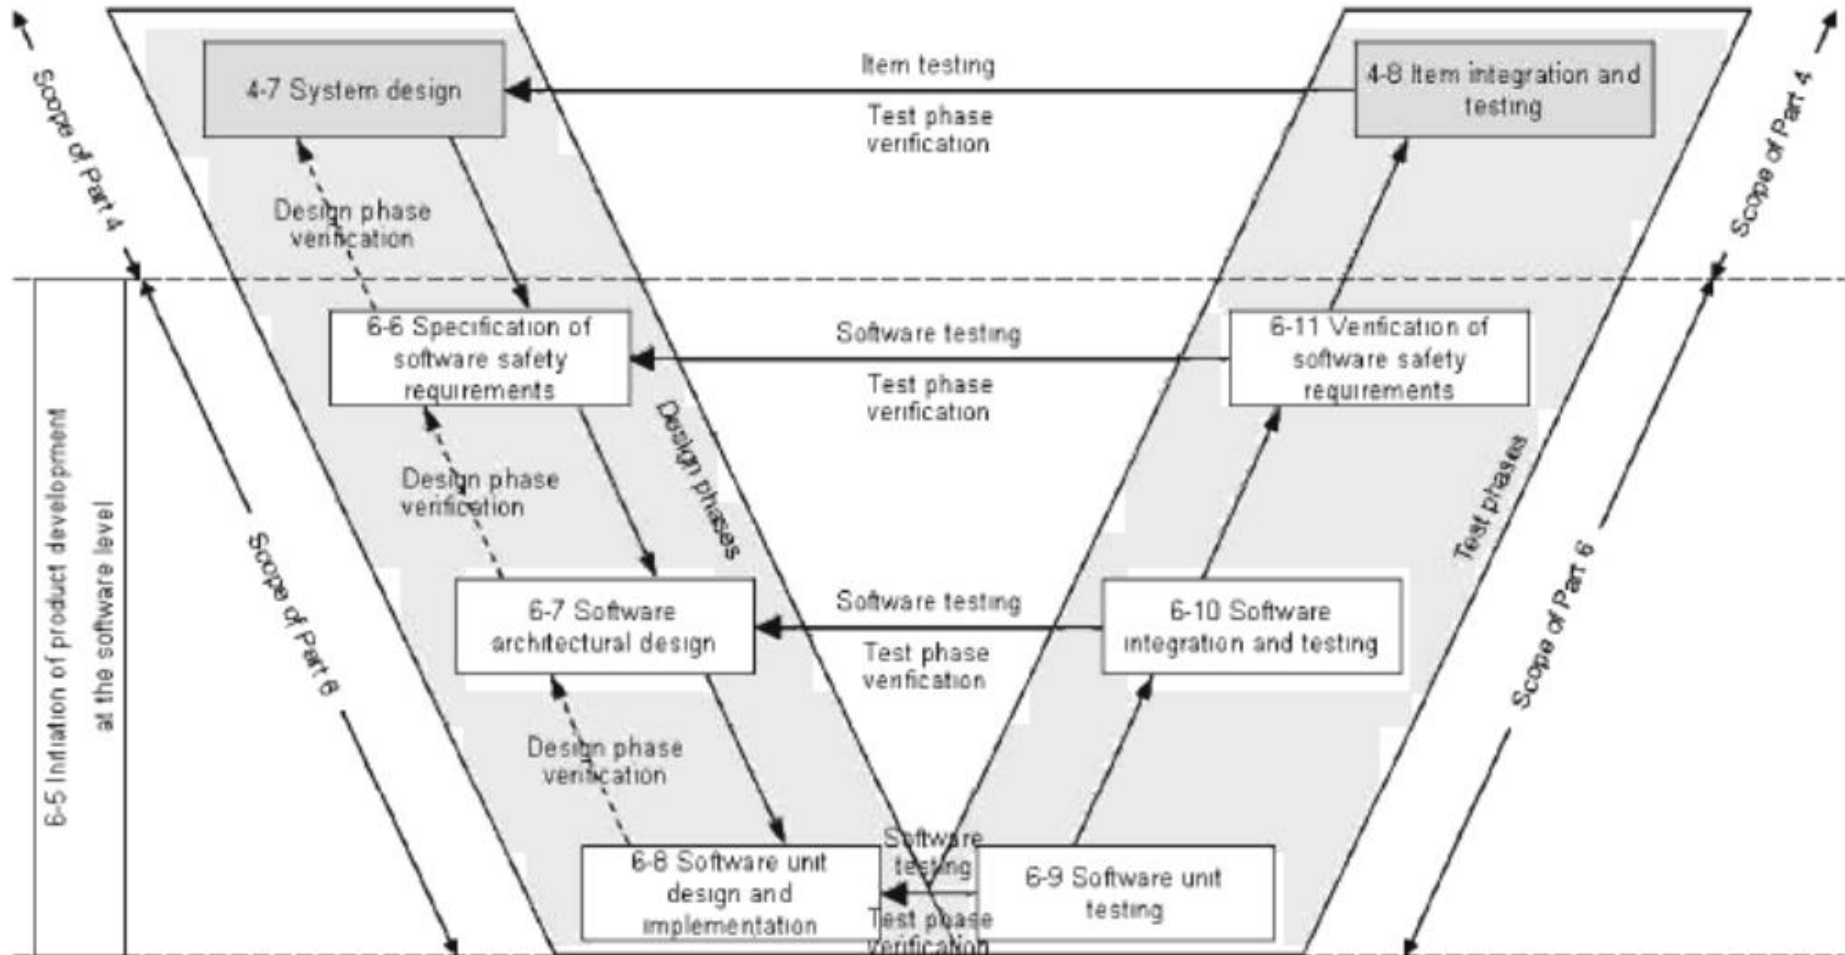 Scope of Part 4
4-7 System design
Item testing
Test phase
verification
4-8 Item integration and
testing
Scope of Part 4
Design phase
verification
6-6 Specification of
software safety
requirements
Software testing
Test phase
verification
6-11 Verification of
software safety
requirements
Design phases
Test phases
Design phase
verification
6-5 Initiation of product development
at the software level
Scope of Part 6
Scope of Part 6
6-7 Software
architectural design
Software testing
Test phase
verification
6-10 Software
integration and testing
Design phase
verification
6-8 Software unit
design and
implementation
Software
testing
Test phase
verification
6-9 Software unit
testing